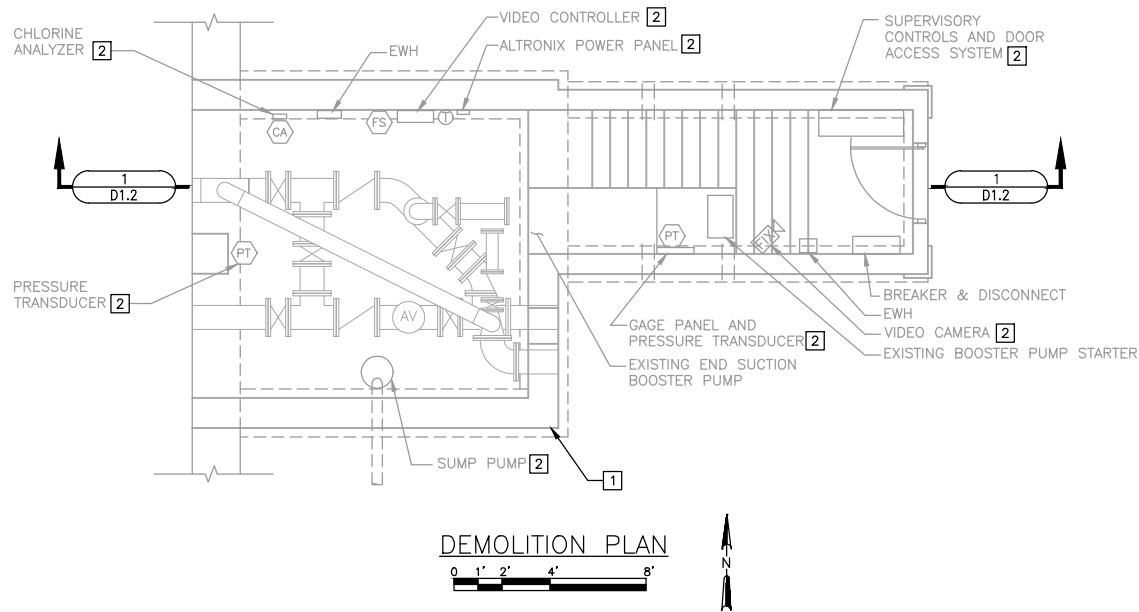 CHLORINE
ANALYZER 2
EWH
VIDEO CONTROLLER 2
ALTRONIX POWER PANEL 2
SUPERVISORY
CONTROLS AND DOOR
ACCESS SYSTEM 2
CA
FS
T
1
D1.2
1
D1.2
PT
PT
FIX
PRESSURE
TRANSDUCER 2
AV
GAGE PANEL AND
PRESSURE TRANSDUCER 2
EXISTING END SUCTION
BOOSTER PUMP
BREAKER & DISCONNECT
EWH
VIDEO CAMERA 2
EXISTING BOOSTER PUMP STARTER
SUMP PUMP 2
1
DEMOLITION PLAN
0 1' 2' 4' 8'
N